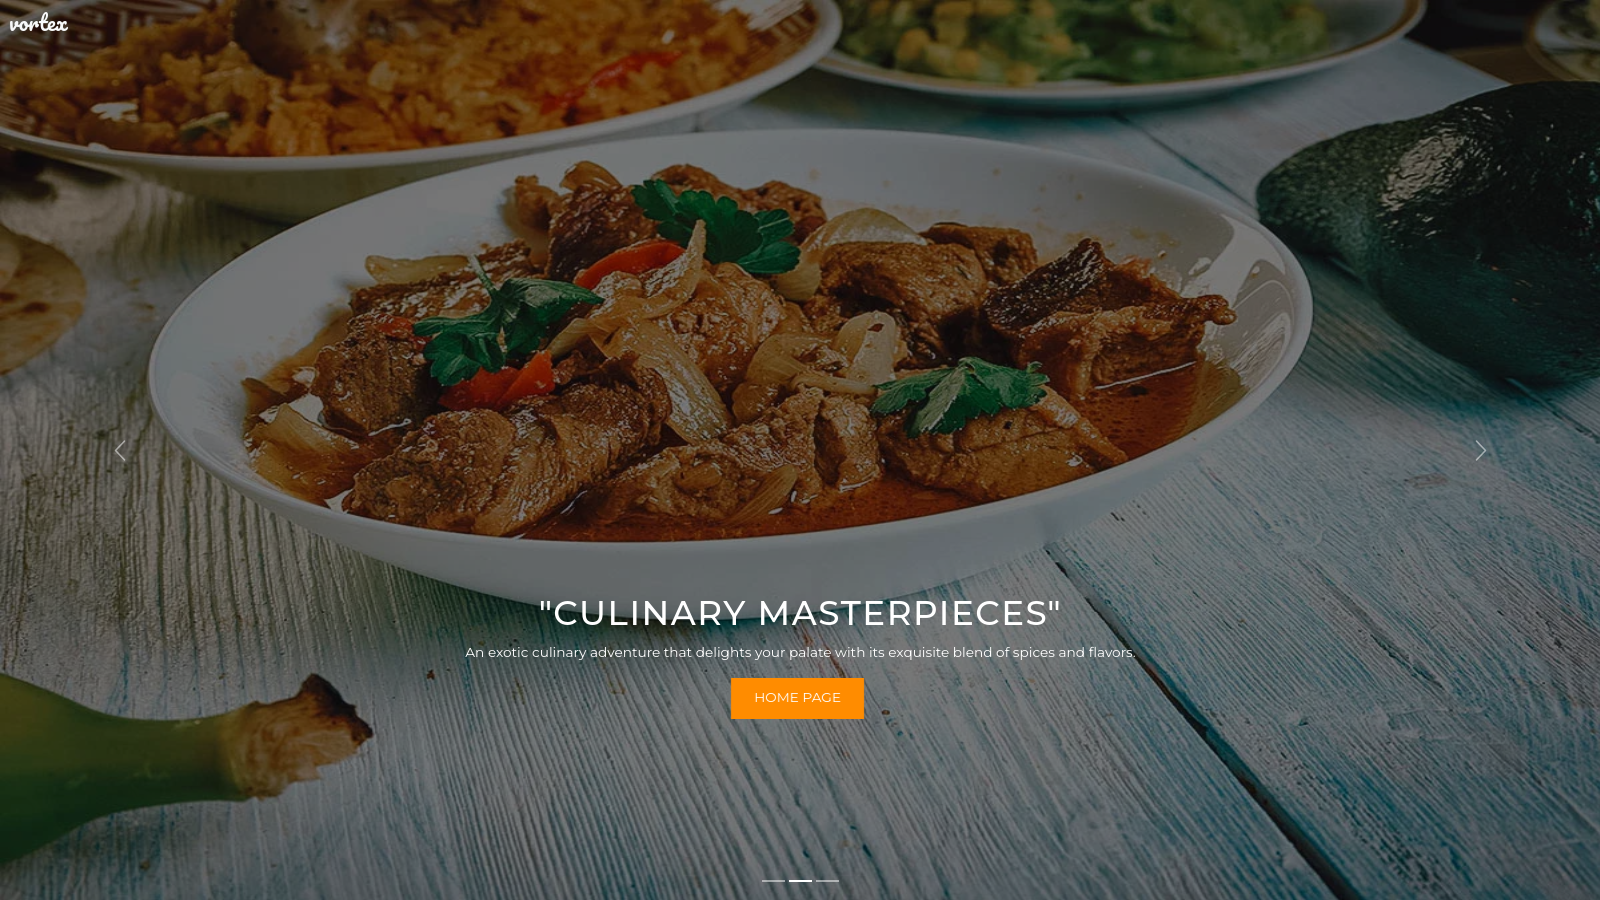 vortex
"CULINARY MASTERPIECES"
An exotic culinary adventure that delights your palate with its exquisite blend of spices and flavors.
HOME PAGE